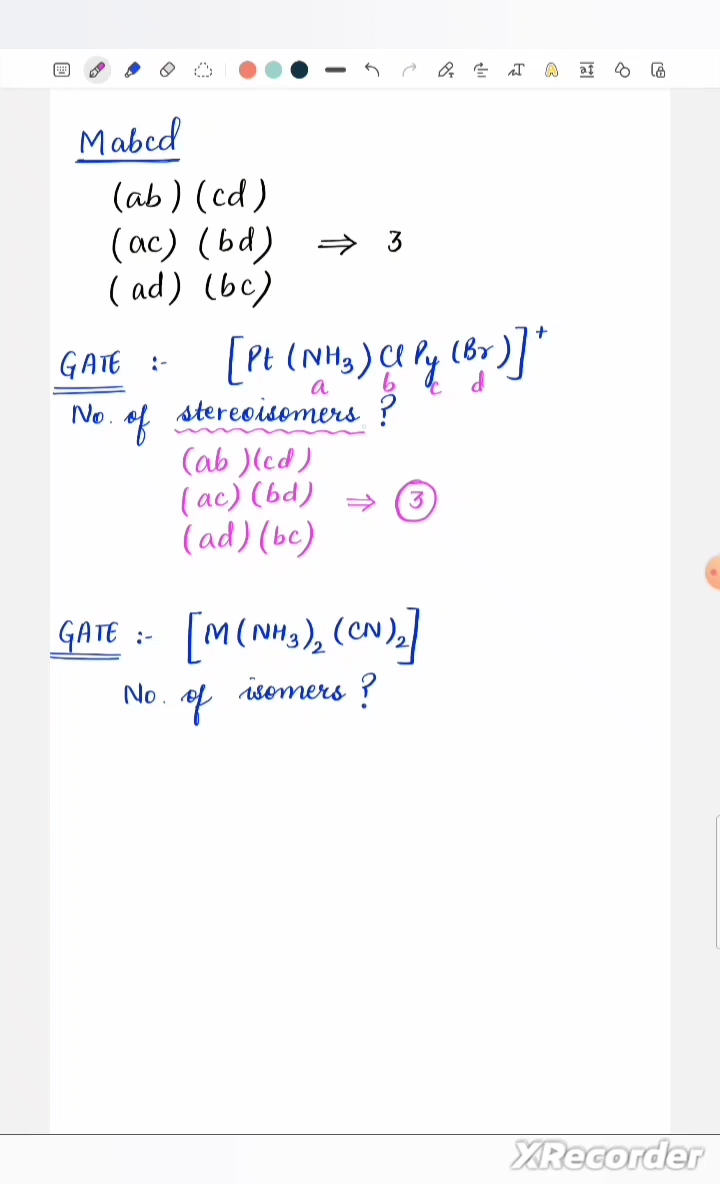 Mabcd
(ab) (cd)
(ac) (bd) ⇒ 3
(ad) (bc)
GATE :- [Pt (NH₃) Cl Py (Br)]⁺
a b c d
No. of stereoisomers ?
(ab)(cd)
(ac)(bd) ⇒ 3
(ad)(bc)
GATE :- [M(NH₃)₂(CN)₂]
No. of isomers ?
XRecorder